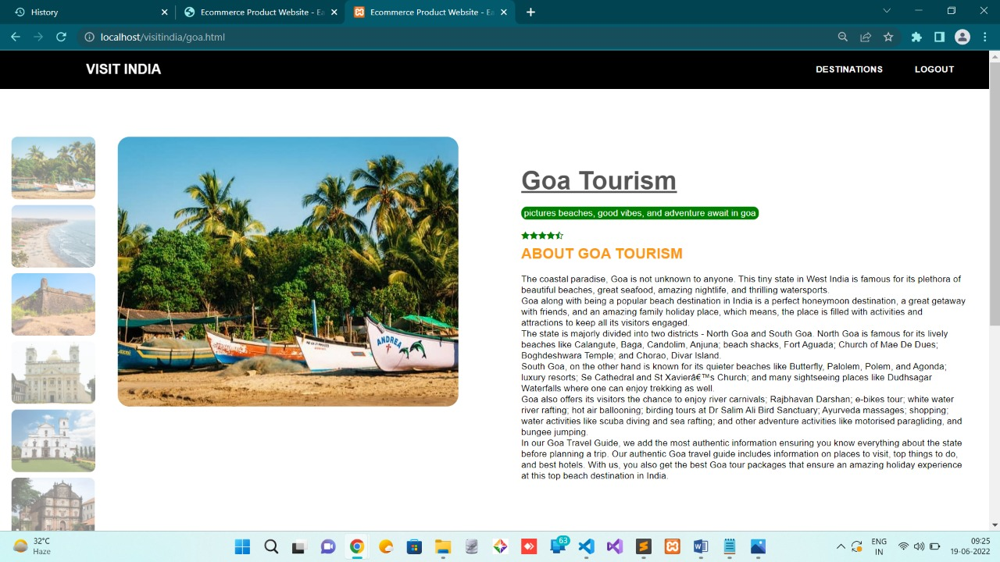 History
Ecommerce Product Website - Ea
Ecommerce Product Website - Ea
localhost/visitindia/goa.html
VISIT INDIA
DESTINATIONS
LOGOUT
Goa Tourism
pictures beaches, good vibes, and adventure await in goa
ABOUT GOA TOURISM
The coastal paradise, Goa is not unknown to anyone. This tiny state in West India is famous for its plethora of
beautiful beaches, great seafood, amazing nightlife, and thrilling watersports.
Goa along with being a popular beach destination in India is a perfect honeymoon destination, a great getaway
with friends, and an amazing family holiday place, which means, the place is filled with activities and
attractions to keep all its visitors engaged.
The state is majorly divided into two districts - North Goa and South Goa. North Goa is famous for its lively
beaches like Calangute, Baga, Candolim, Anjuna; beach shacks, Fort Aguada; Church of Mae De Dues;
Boghdeshwara Temple; and Chorao, Divar Island.
South Goa, on the other hand is known for its quieter beaches like Butterfly, Palolem, Polem, and Agonda;
luxury resorts; Se Cathedral and St Xavierâ€™s Church; and many sightseeing places like Dudhsagar
Waterfalls where one can enjoy trekking as well.
Goa also offers its visitors the chance to enjoy river carnivals; Rajbhavan Darshan; e-bikes tour; white water
river rafting; hot air ballooning; birding tours at Dr Salim Ali Bird Sanctuary; Ayurveda massages; shopping;
water activities like scuba diving and sea rafting; and other adventure activities like motorised paragliding, and
bungee jumping.
In our Goa Travel Guide, we add the most authentic information ensuring you know everything about the state
before planning a trip. Our authentic Goa travel guide includes information on places to visit, top things to do,
and best hotels. With us, you also get the best Goa tour packages that ensure an amazing holiday experience
at this top beach destination in India.
ANDREA
32°C
Haze
63
ENG
IN
09:25
19-06-2022